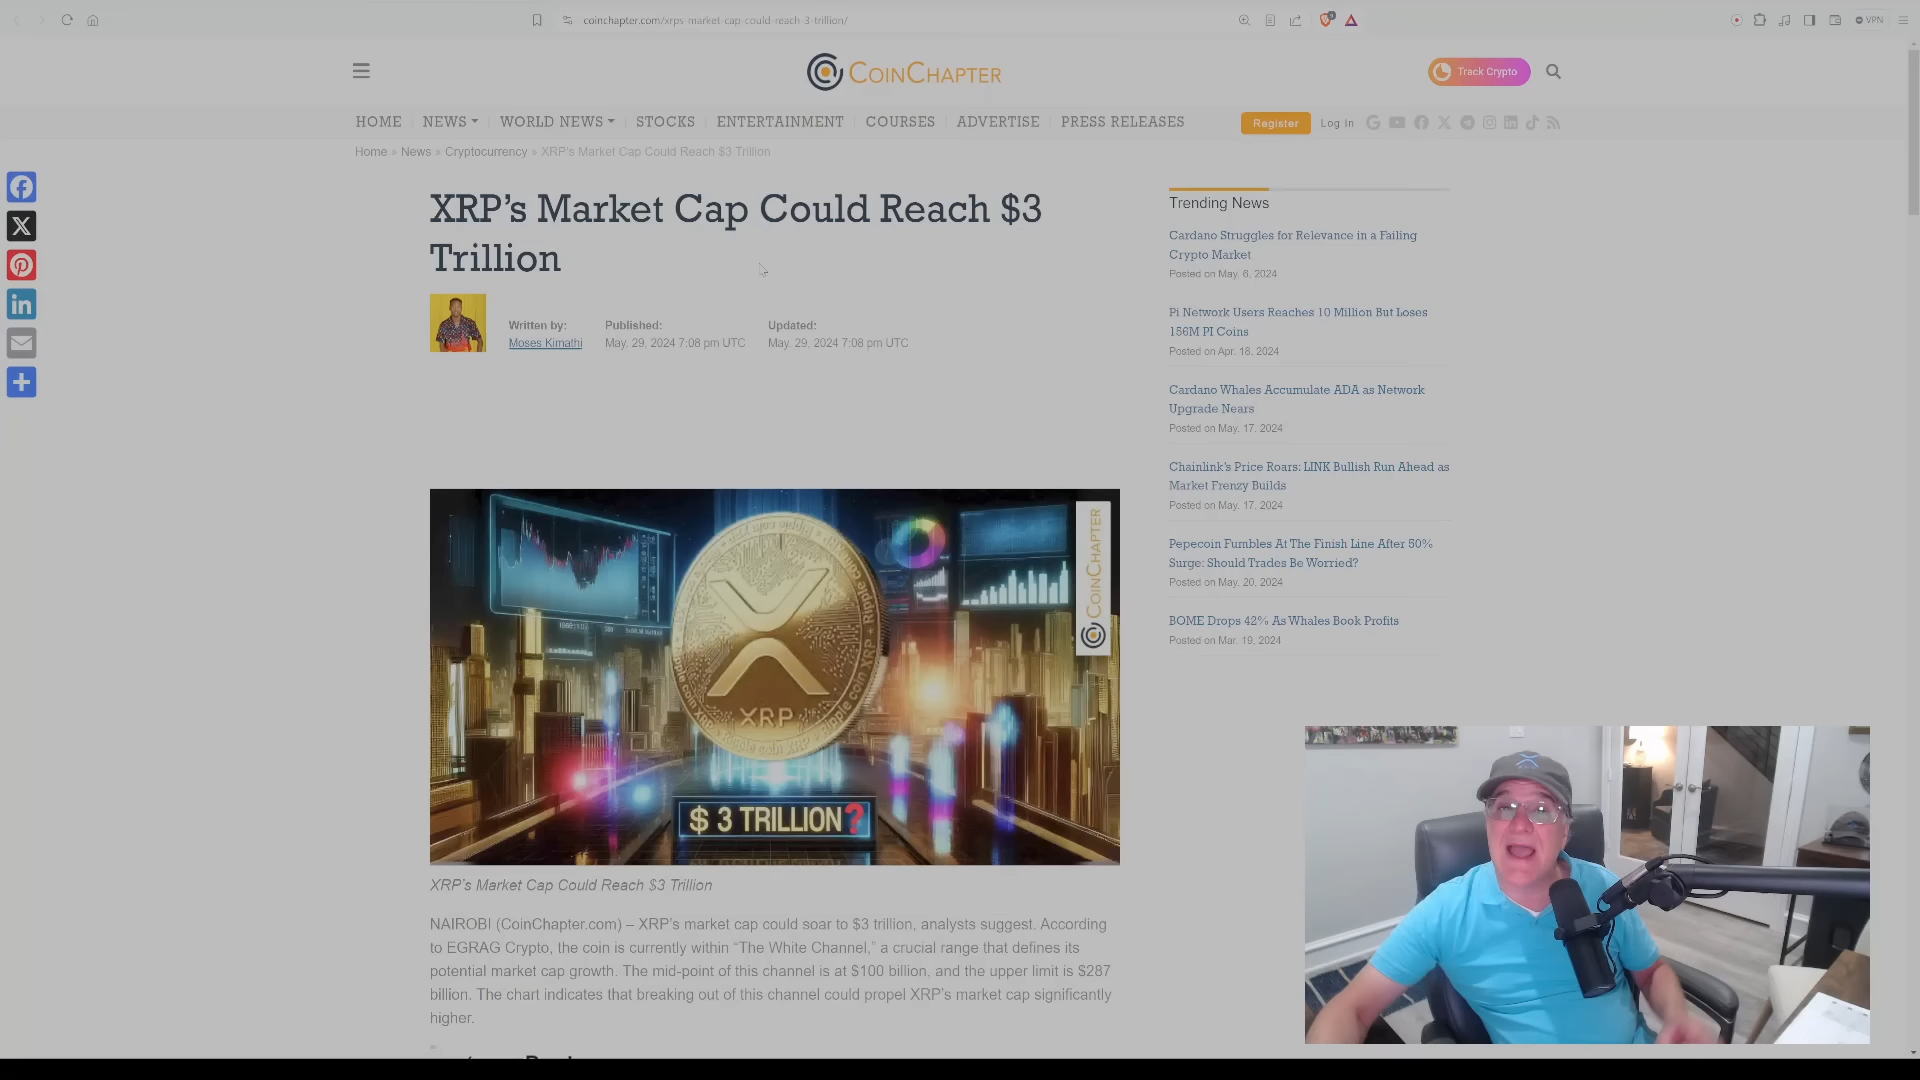 coinchapter.com/xrps-market-cap-could-reach-3-trillion/
VPN
COINCHAPTER
Track Crypto
HOME NEWS WORLD NEWS STOCKS ENTERTAINMENT COURSES ADVERTISE PRESS RELEASES Register Log In
Home » News » Cryptocurrency » XRP's Market Cap Could Reach $3 Trillion
XRP's Market Cap Could Reach $3
Trillion
Written by: Published: Updated:
Moses Kimathi May. 29, 2024 7:08 pm UTC May. 29, 2024 7:08 pm UTC
COINCHAPTER
XRP
$ 3 TRILLION?
XRP's Market Cap Could Reach $3 Trillion
NAIROBI (CoinChapter.com) – XRP's market cap could soar to $3 trillion, analysts suggest. According
to EGRAG Crypto, the coin is currently within “The White Channel,” a crucial range that defines its
potential market cap growth. The mid-point of this channel is at $100 billion, and the upper limit is $287
billion. The chart indicates that breaking out of this channel could propel XRP's market cap significantly
higher.
Trending News
Cardano Struggles for Relevance in a Failing
Crypto Market
Posted on May. 6, 2024
Pi Network Users Reaches 10 Million But Loses
156M PI Coins
Posted on Apr. 18, 2024
Cardano Whales Accumulate ADA as Network
Upgrade Nears
Posted on May. 17, 2024
Chainlink's Price Roars: LINK Bullish Run Ahead as
Market Frenzy Builds
Posted on May. 17, 2024
Pepecoin Fumbles At The Finish Line After 50%
Surge: Should Trades Be Worried?
Posted on May. 20, 2024
BOME Drops 42% As Whales Book Profits
Posted on Mar. 19, 2024